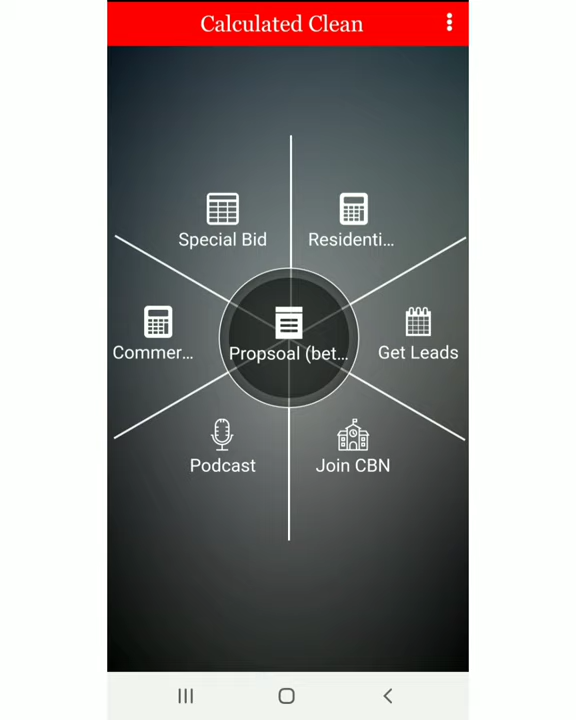 Calculated Clean
Special Bid
Residenti...
Commer...
Propsoal (bet...
Get Leads
Podcast
Join CBN